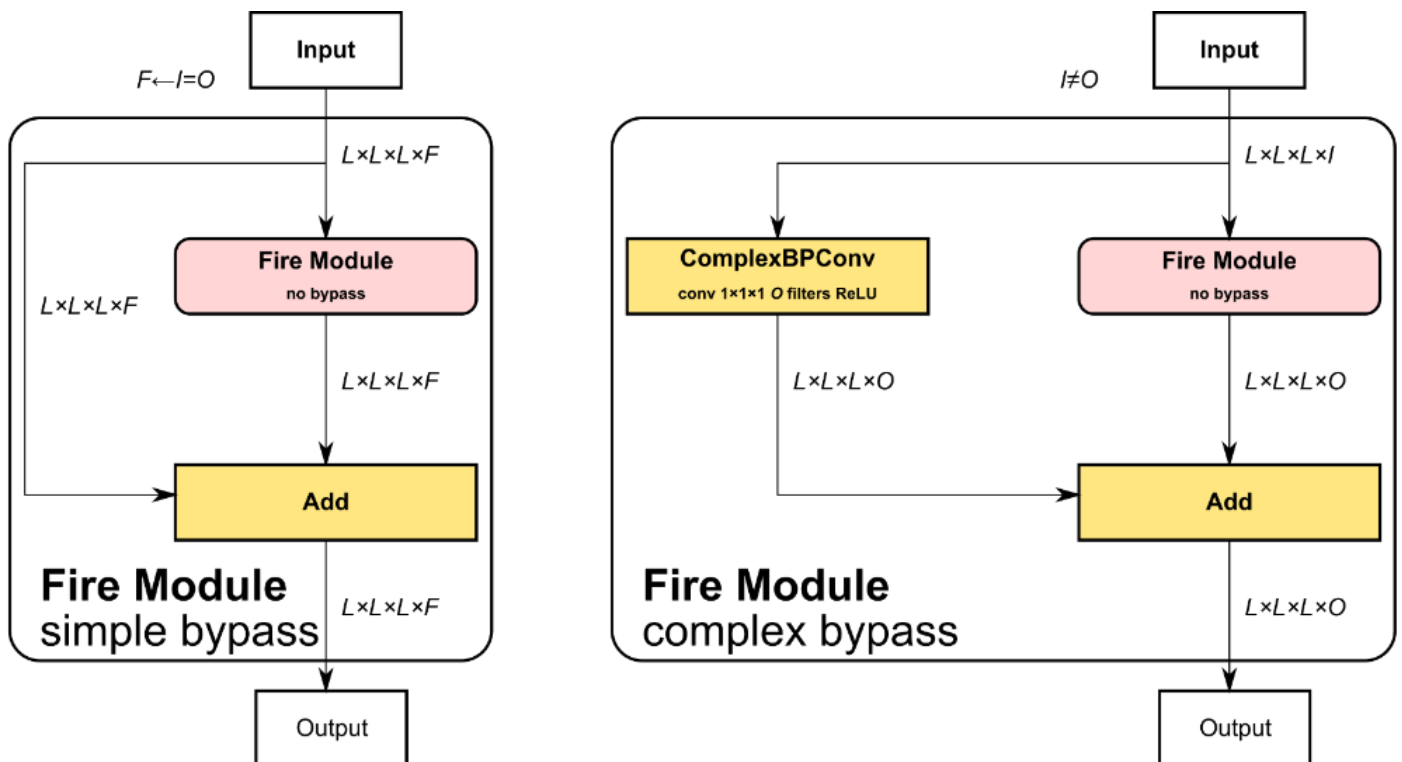 Input
F←I=O
L×L×L×F
Fire Module
no bypass
L×L×L×F
L×L×L×F
Add
Fire Module
simple bypass
L×L×L×F
Output
Input
I≠O
L×L×L×I
ComplexBPConv
conv 1×1×1 O filters ReLU
Fire Module
no bypass
L×L×L×O
L×L×L×O
Add
Fire Module
complex bypass
L×L×L×O
Output